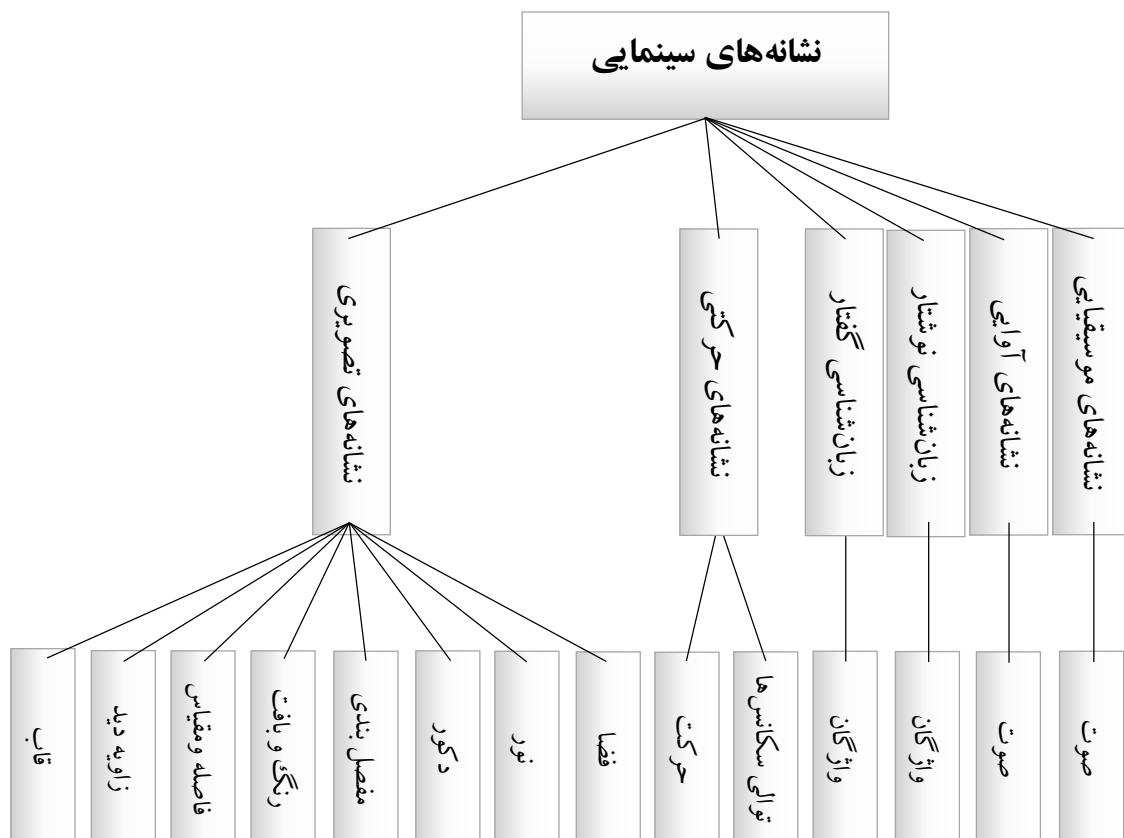 نشانه‌های سینمایی
نشانه‌های موسیقیایی
نشانه‌های آوایی
زبان‌شناسی نوشتار
زبان‌شناسی گفتار
نشانه‌های حرکتی
نشانه‌های تصویری
صوت
صوت
واژگان
واژگان
توالی سکانس‌ها
حرکت
فضا
نور
دکور
مفصل بندی
رنگ و بافت
فاصله ومقیاس
زاویه دید
قاب